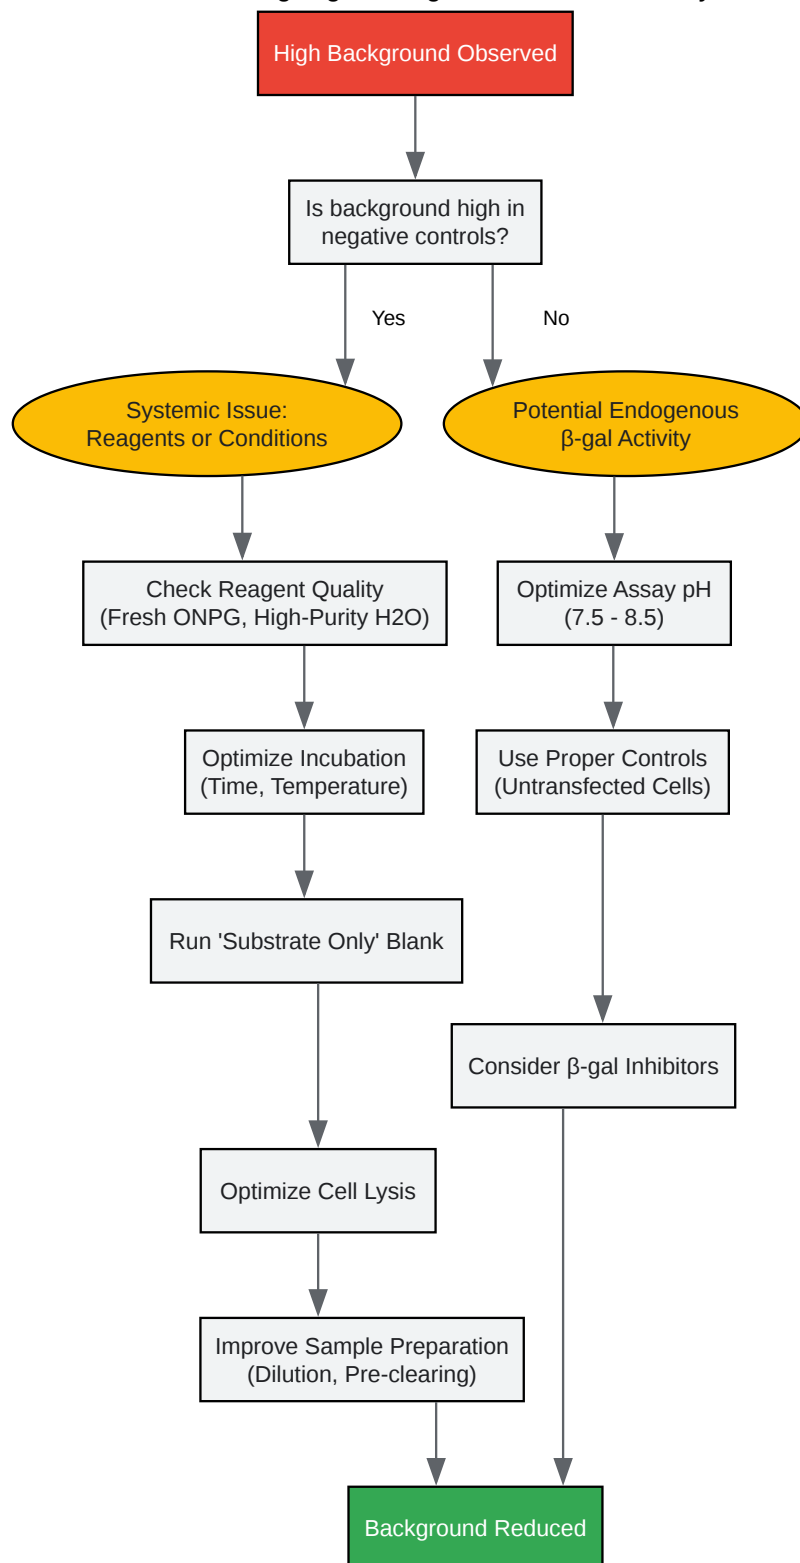 High Background Observed
Is background high in
negative controls?
Yes
No
Systemic Issue:
Reagents or Conditions
Potential Endogenous
β-gal Activity
Check Reagent Quality
(Fresh ONPG, High-Purity H2O)
Optimize Assay pH
(7.5 - 8.5)
Optimize Incubation
(Time, Temperature)
Use Proper Controls
(Untransfected Cells)
Run 'Substrate Only' Blank
Consider β-gal Inhibitors
Optimize Cell Lysis
Improve Sample Preparation
(Dilution, Pre-clearing)
Background Reduced